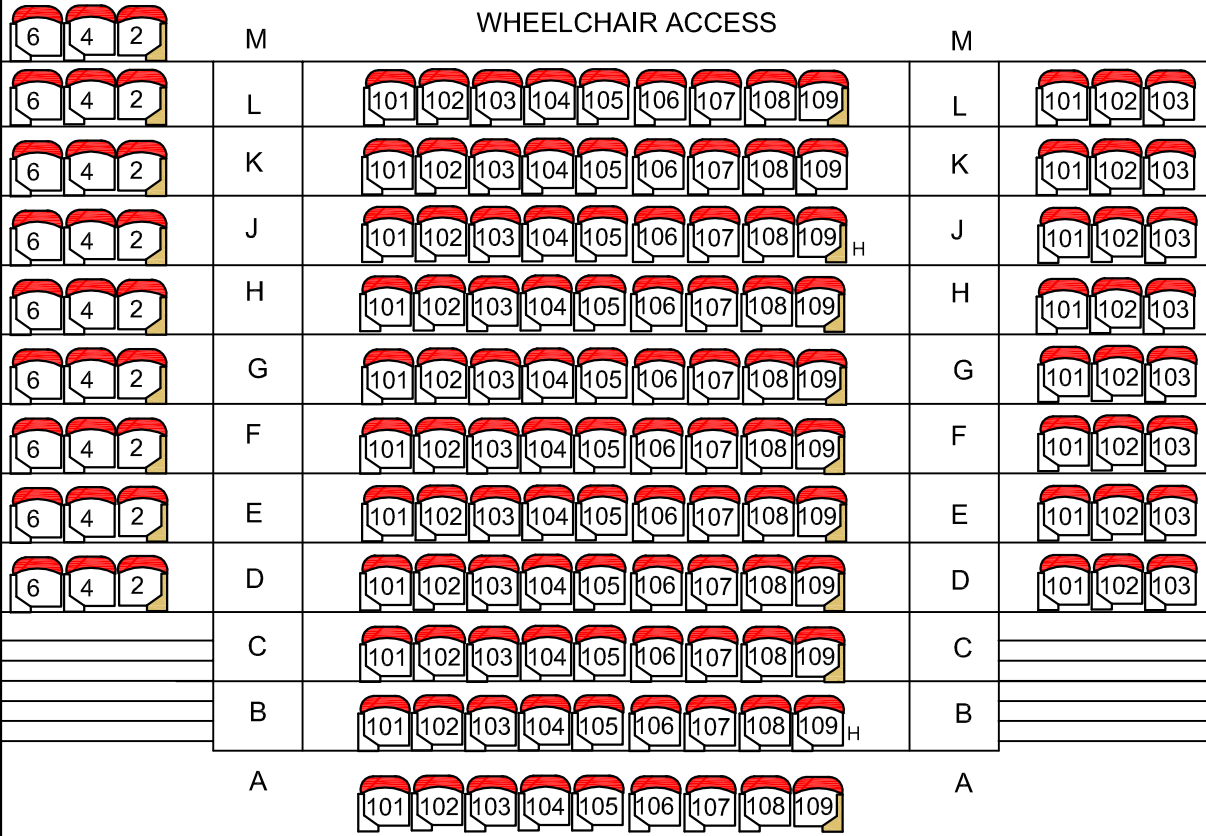 6 4 2 M WHEELCHAIR ACCESS M
6 4 2 L 101 102 103 104 105 106 107 108 109 L 101 102 103
6 4 2 K 101 102 103 104 105 106 107 108 109 K 101 102 103
6 4 2 J 101 102 103 104 105 106 107 108 109 H J 101 102 103
6 4 2 H 101 102 103 104 105 106 107 108 109 H 101 102 103
6 4 2 G 101 102 103 104 105 106 107 108 109 G 101 102 103
6 4 2 F 101 102 103 104 105 106 107 108 109 F 101 102 103
6 4 2 E 101 102 103 104 105 106 107 108 109 E 101 102 103
6 4 2 D 101 102 103 104 105 106 107 108 109 D 101 102 103
C 101 102 103 104 105 106 107 108 109 C
B 101 102 103 104 105 106 107 108 109 H B
A 101 102 103 104 105 106 107 108 109 A